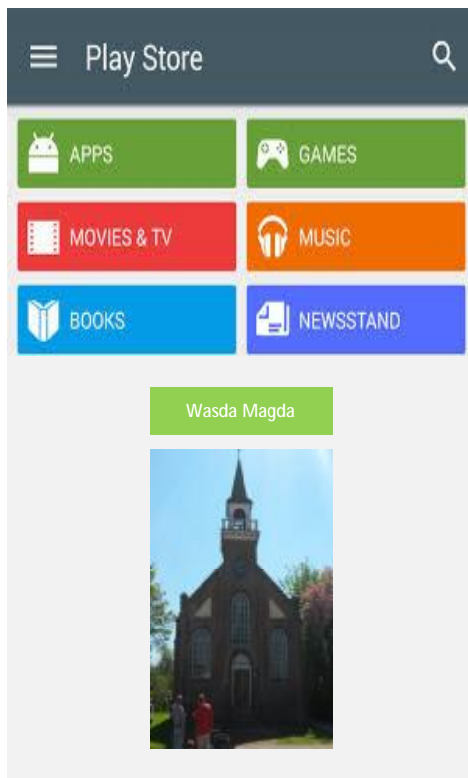 Play Store
APPS
GAMES
MOVIES & TV
MUSIC
BOOKS
NEWSSTAND
Wasda Magda